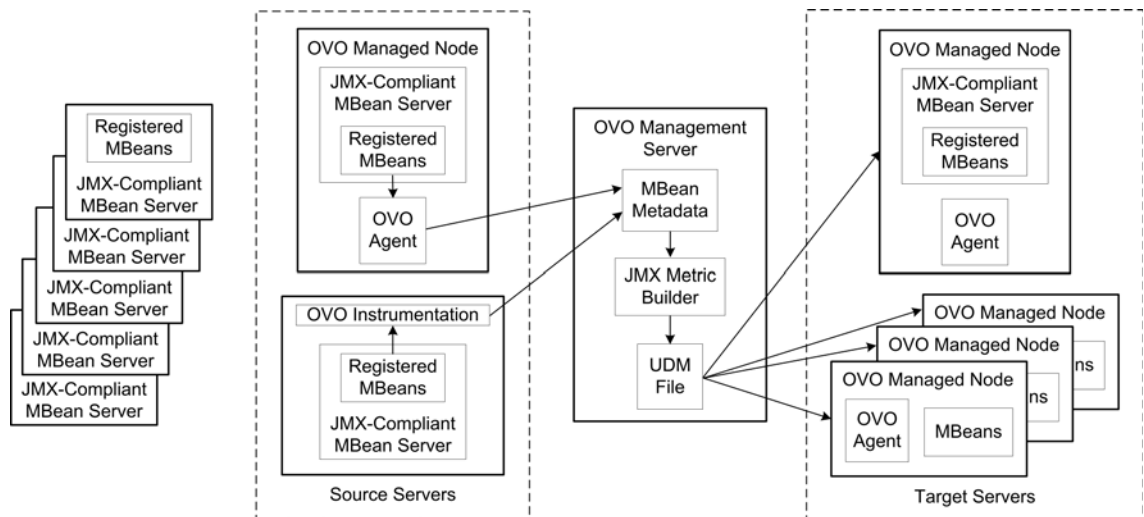 Registered
MBeans
JMX-Compliant
MBean Server
JMX-Compliant
MBean Server
JMX-Compliant
MBean Server
JMX-Compliant
MBean Server
JMX-Compliant
MBean Server
OVO Managed Node
JMX-Compliant
MBean Server
Registered
MBeans
OVO
Agent
OVO Instrumentation
Registered
MBeans
JMX-Compliant
MBean Server
Source Servers
OVO Management
Server
MBean
Metadata
JMX Metric
Builder
UDM
File
OVO Managed Node
JMX-Compliant
MBean Server
Registered
MBeans
OVO
Agent
OVO Managed Node
ns
OVO Managed Node
ns
OVO Managed Node
OVO
Agent
MBeans
Target Servers